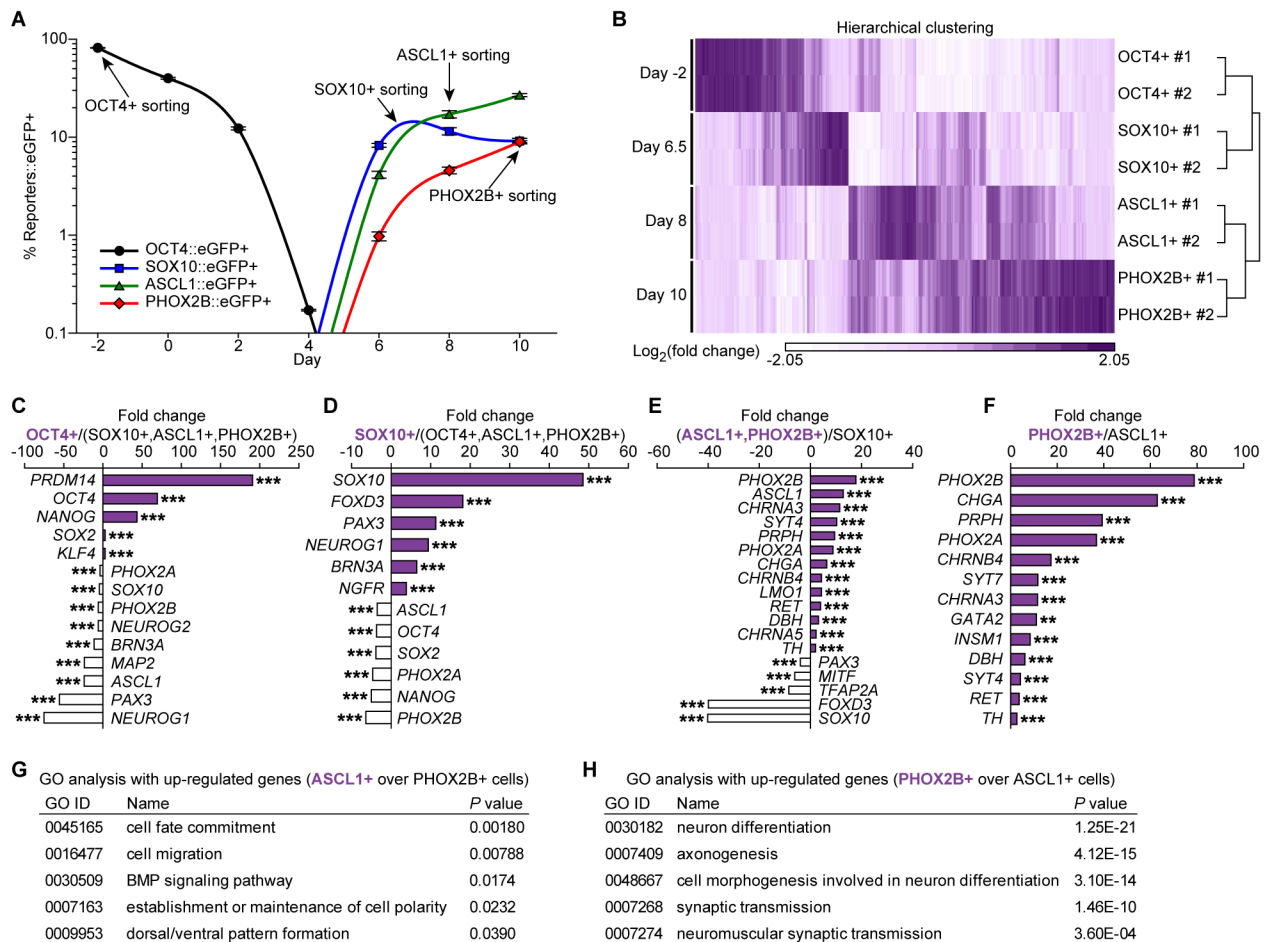 A
100
10
1
0.1
% Reporters::eGFP+
OCT4+ sorting
SOX10+ sorting
ASCL1+ sorting
PHOX2B+ sorting
OCT4::eGFP+
SOX10::eGFP+
ASCL1::eGFP+
PHOX2B::eGFP+
-2 0 2 4 6 8 10
Day
B
Hierarchical clustering
Day -2
Day 6.5
Day 8
Day 10
OCT4+ #1
OCT4+ #2
SOX10+ #1
SOX10+ #2
ASCL1+ #1
ASCL1+ #2
PHOX2B+ #1
PHOX2B+ #2
Log2(fold change)
-2.05 2.05
C
Fold change
OCT4+/(SOX10+,ASCL1+,PHOX2B+)
-100 -50 0 50 100 150 200 250
PRDM14 ***
OCT4 ***
NANOG ***
SOX2 ***
KLF4 ***
*** PHOX2A
*** SOX10
*** PHOX2B
*** NEUROG2
*** BRN3A
*** MAP2
*** ASCL1
*** PAX3
*** NEUROG1
D
Fold change
SOX10+/(OCT4+,ASCL1+,PHOX2B+)
-10 0 10 20 30 40 50 60
SOX10 ***
FOXD3 ***
PAX3 ***
NEUROG1 ***
BRN3A ***
NGFR ***
*** ASCL1
*** OCT4
*** SOX2
*** PHOX2A
*** NANOG
*** PHOX2B
E
Fold change
(ASCL1+,PHOX2B+)/SOX10+
-60 -40 -20 0 20 40
PHOX2B ***
ASCL1 ***
CHRNA3 ***
SYT4 ***
PRPH ***
PHOX2A ***
CHGA ***
CHRNB4 ***
LMO1 ***
RET ***
DBH ***
CHRNA5 ***
TH ***
*** PAX3
*** MITF
*** TFAP2A
*** FOXD3
*** SOX10
F
Fold change
PHOX2B+/ASCL1+
0 20 40 60 80 100
PHOX2B ***
CHGA ***
PRPH ***
PHOX2A ***
CHRNB4 ***
SYT7 ***
CHRNA3 ***
GATA2 **
INSM1 ***
DBH ***
SYT4 ***
RET ***
TH ***
G
GO analysis with up-regulated genes (ASCL1+ over PHOX2B+ cells)
GO ID Name P value
0045165 cell fate commitment 0.00180
0016477 cell migration 0.00788
0030509 BMP signaling pathway 0.0174
0007163 establishment or maintenance of cell polarity 0.0232
0009953 dorsal/ventral pattern formation 0.0390
H
GO analysis with up-regulated genes (PHOX2B+ over ASCL1+ cells)
GO ID Name P value
0030182 neuron differentiation 1.25E-21
0007409 axonogenesis 4.12E-15
0048667 cell morphogenesis involved in neuron differentiation 3.10E-14
0007268 synaptic transmission 1.46E-10
0007274 neuromuscular synaptic transmission 3.60E-04